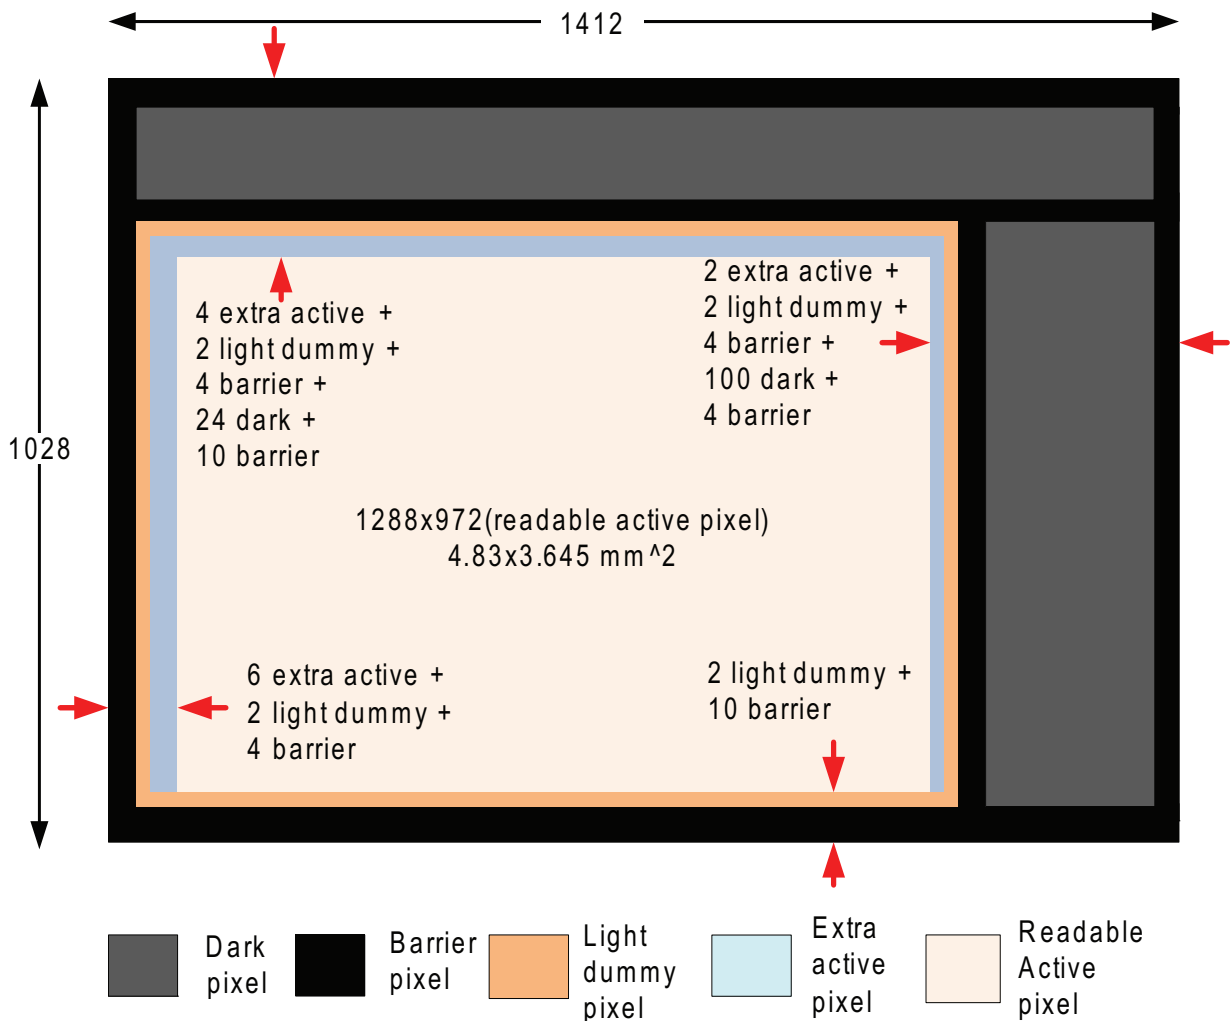 1412
1028
4 extra active +
2 light dummy +
4 barrier +
24 dark +
10 barrier
2 extra active +
2 light dummy +
4 barrier +
100 dark +
4 barrier
1288x972(readable active pixel)
4.83x3.645 mm^2
6 extra active +
2 light dummy +
4 barrier
2 light dummy +
10 barrier
Dark
pixel
Barrier
pixel
Light
dummy
pixel
Extra
active
pixel
Readable
Active
pixel